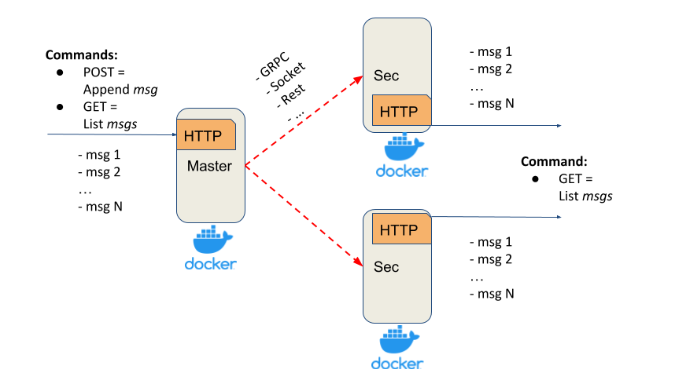 Commands:
● POST =
Append msg
● GET =
List msgs
HTTP
Master
- msg 1
- msg 2
...
- msg N
docker
- GRPC
- Socket
- Rest
- ...
Sec
HTTP
docker
- msg 1
- msg 2
...
- msg N
Command:
● GET =
List msgs
HTTP
Sec
docker
- msg 1
- msg 2
...
- msg N